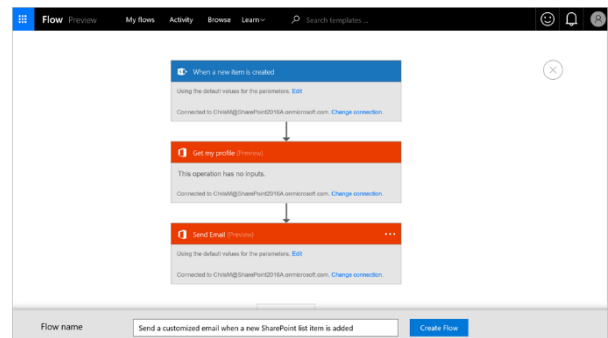 Flow Preview My flows Activity Browse Learn Search templates ...
When a new item is created
Using the default values for the parameters. Edit
Connected to ChrisM@SharePoint2016A.onmicrosoft.com. Change connection.
Get my profile (Preview)
This operation has no inputs.
Connected to ChrisM@SharePoint2016A.onmicrosoft.com. Change connection.
Send Email (Preview) ...
Using the default values for the parameters. Edit
Connected to ChrisM@SharePoint2016A.onmicrosoft.com. Change connection.
Flow name Send a customized email when a new SharePoint list item is added Create Flow